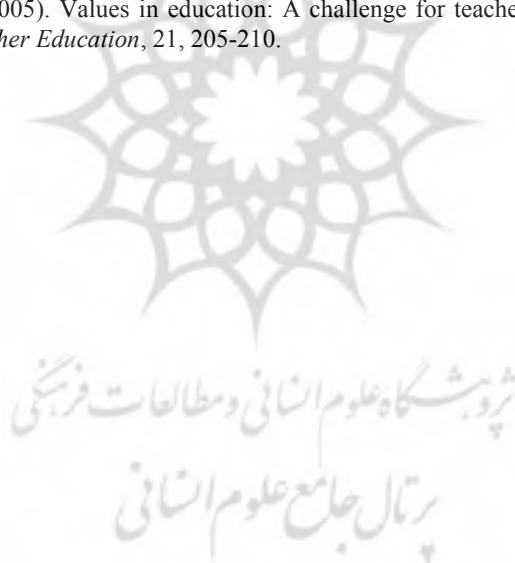 005). Values in education: A challenge for teache
her Education, 21, 205-210.
پژوهشگاه علوم انسانی و مطالعات فرهنگی
پرتال جامع علوم انسانی